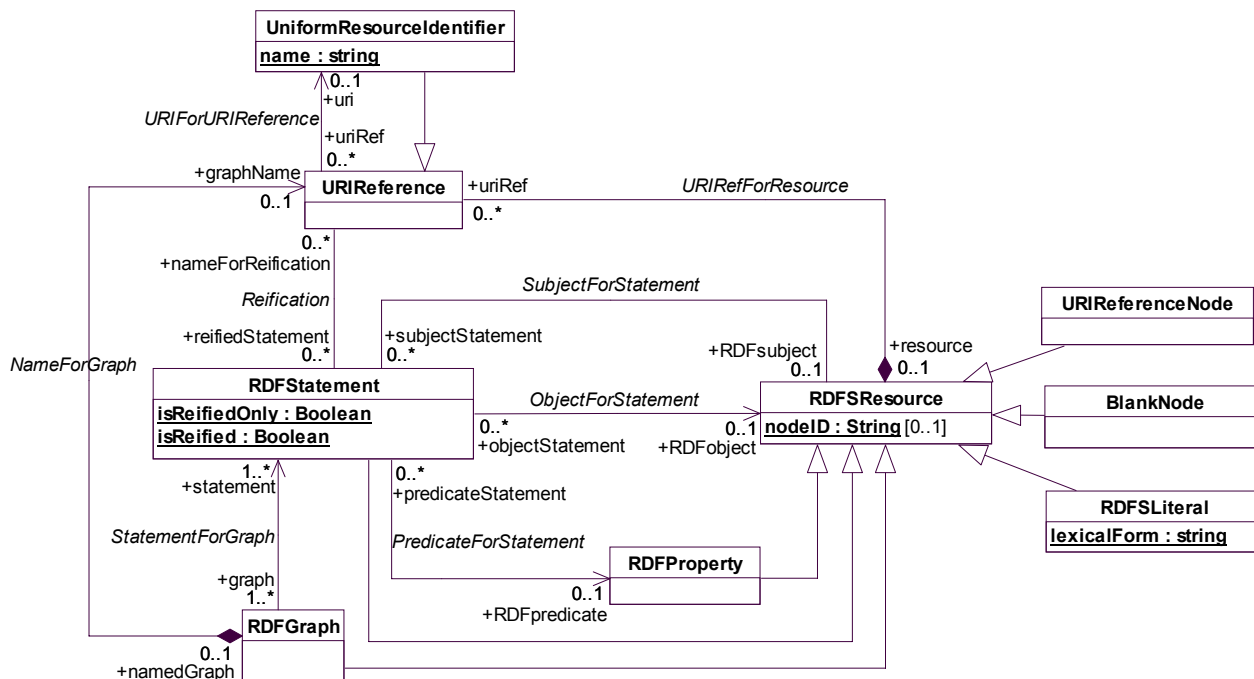 UniformResourceIdentifier
name : string
0..1
+uri
URIForURIReference
+uriRef
0..*
+graphName
0..1
URIReference
+uriRef
0..*
URIRefForResource
0..*
+nameForReification
Reification
+reifiedStatement
0..*
SubjectForStatement
+subjectStatement
0..*
+RDFsubject
0..1
+resource
0..1
URIReferenceNode
NameForGraph
RDFStatement
isReifiedOnly : Boolean
isReified : Boolean
ObjectForStatement
0..*
+objectStatement
0..1
+RDFobject
RDFSResource
nodeID : String [0..1]
BlankNode
RDFSLiteral
lexicalForm : string
1..*
+statement
0..*
+predicateStatement
StatementForGraph
PredicateForStatement
RDFProperty
0..1
+RDFpredicate
+graph
1..*
RDFGraph
0..1
+namedGraph